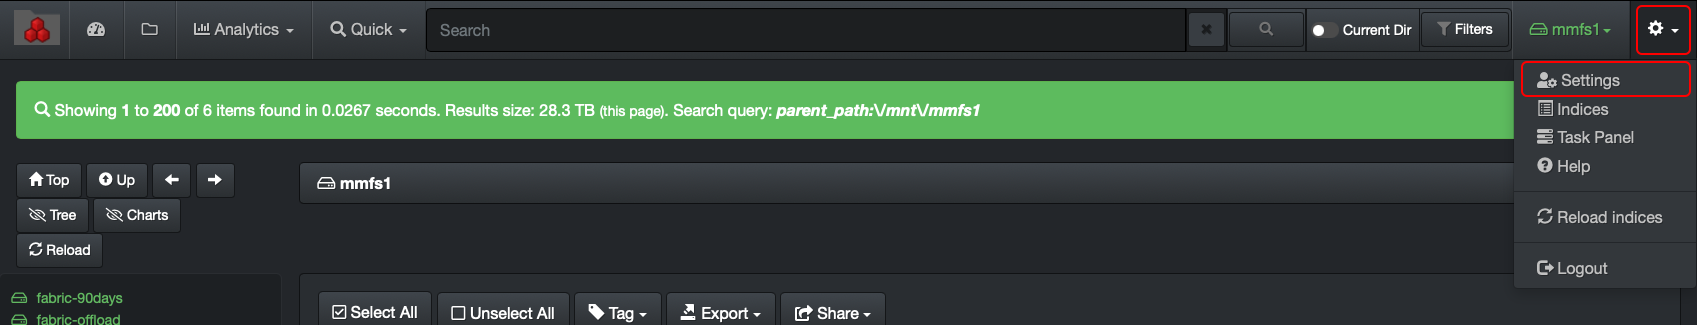 Analytics
Quick
Search
Current Dir
Filters
mmfs1
Settings
Indices
Task Panel
Help
Reload indices
Logout
Showing 1 to 200 of 6 items found in 0.0267 seconds. Results size: 28.3 TB (this page). Search query: parent_path:\/mnt\/mmfs1
Top
Up
Tree
Charts
Reload
mmfs1
fabric-90days
fabric-offload
Select All
Unselect All
Tag
Export
Share